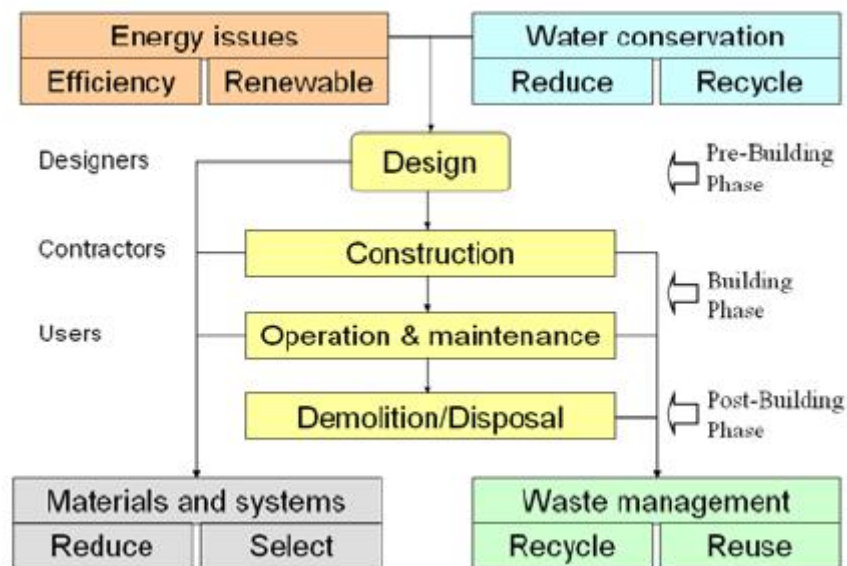 Energy issues
Water conservation
Efficiency
Renewable
Reduce
Recycle
Designers
Design
Pre-Building
Phase
Contractors
Construction
Building
Phase
Users
Operation & maintenance
Demolition/Disposal
Post-Building
Phase
Materials and systems
Waste management
Reduce
Select
Recycle
Reuse